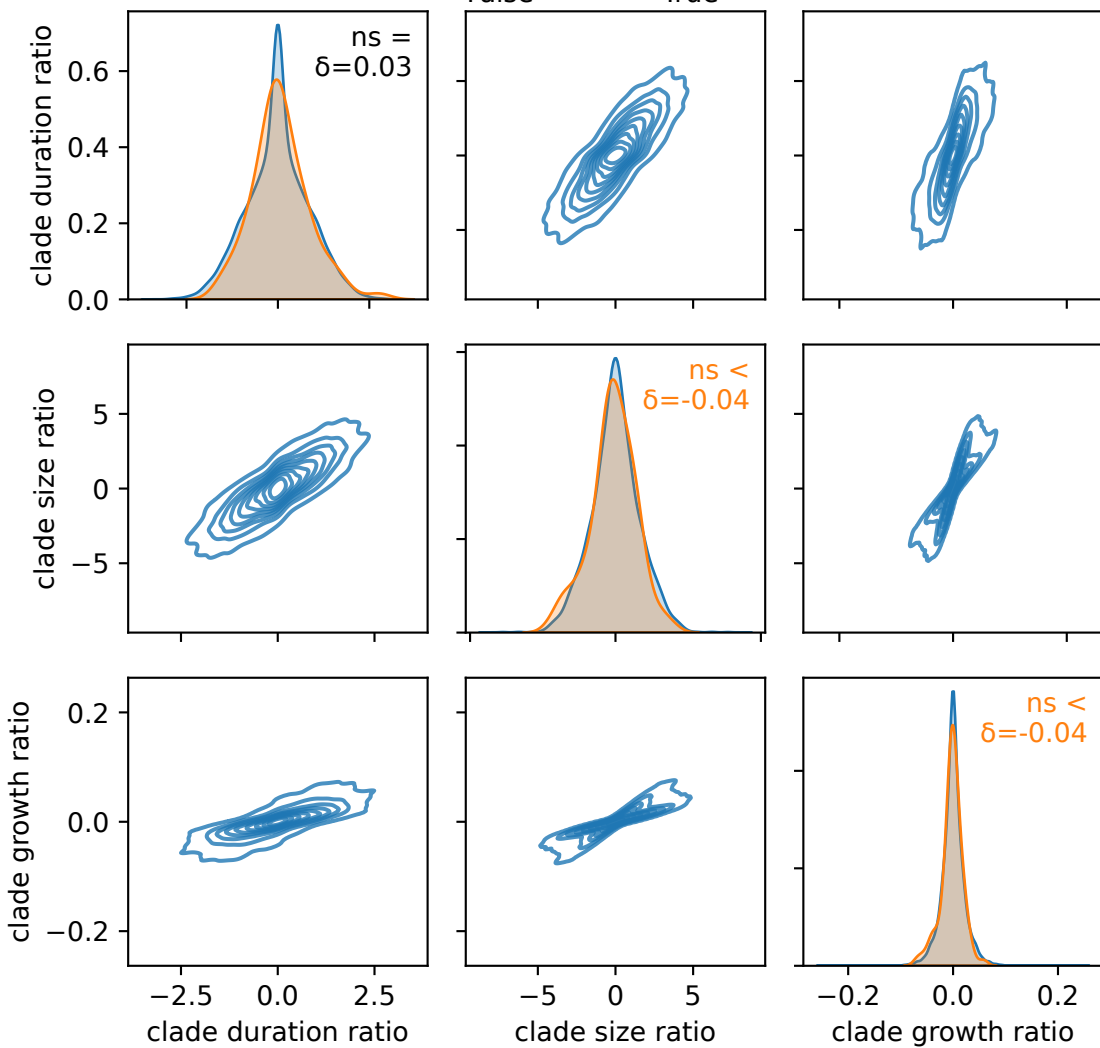 ns =
δ=0.03
clade duration ratio
0.6
0.4
0.2
0.0
ns <
δ=-0.04
clade size ratio
5
0
−5
ns <
δ=-0.04
clade growth ratio
0.2
0.0
−0.2
−2.5 0.0 2.5
−5 0 5
−0.2 0.0 0.2
clade duration ratio
clade size ratio
clade growth ratio